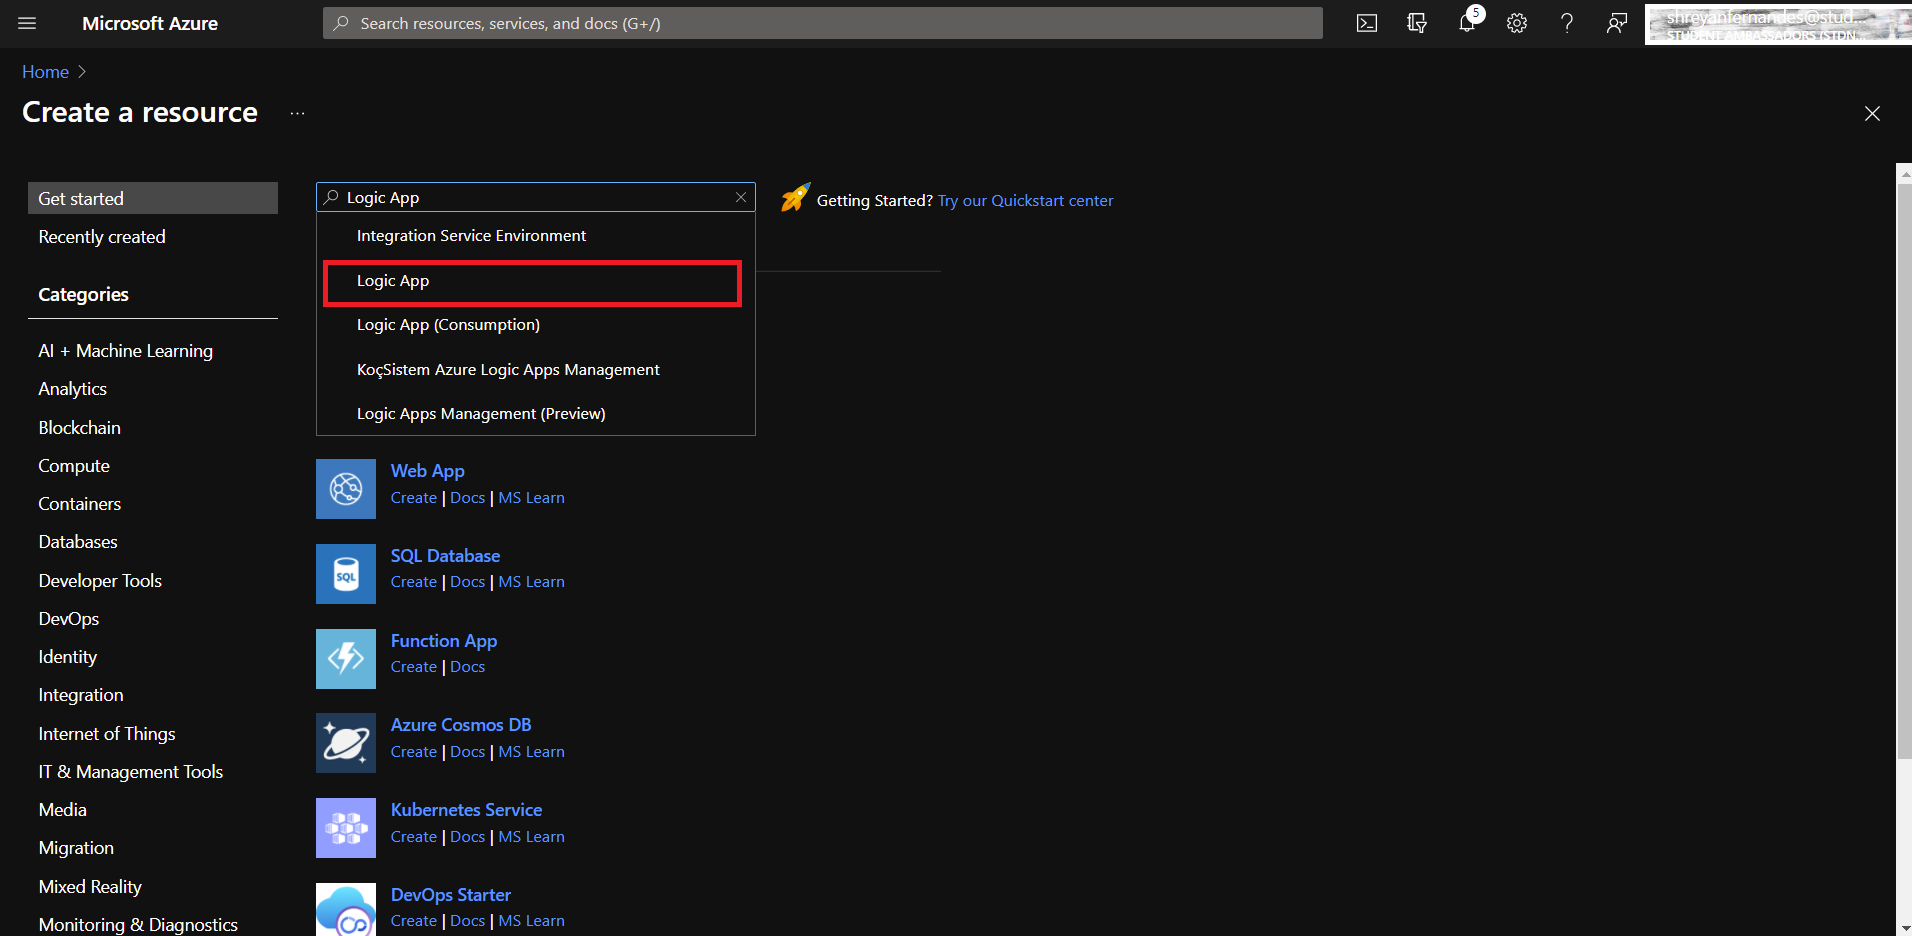 Microsoft Azure
Search resources, services, and docs (G+/)
5
shreyanfernandes@stud...
STUDENT AMBASSADORS (STDN...
Home
Create a resource
...
Get started
Recently created
Categories
AI + Machine Learning
Analytics
Blockchain
Compute
Containers
Databases
Developer Tools
DevOps
Identity
Integration
Internet of Things
IT & Management Tools
Media
Migration
Mixed Reality
Monitoring & Diagnostics
Logic App
Integration Service Environment
Logic App
Logic App (Consumption)
KoçSistem Azure Logic Apps Management
Logic Apps Management (Preview)
Getting Started? Try our Quickstart center
Web App
Create | Docs | MS Learn
SQL
SQL Database
Create | Docs | MS Learn
Function App
Create | Docs
Azure Cosmos DB
Create | Docs | MS Learn
Kubernetes Service
Create | Docs | MS Learn
DevOps Starter
Create | Docs | MS Learn